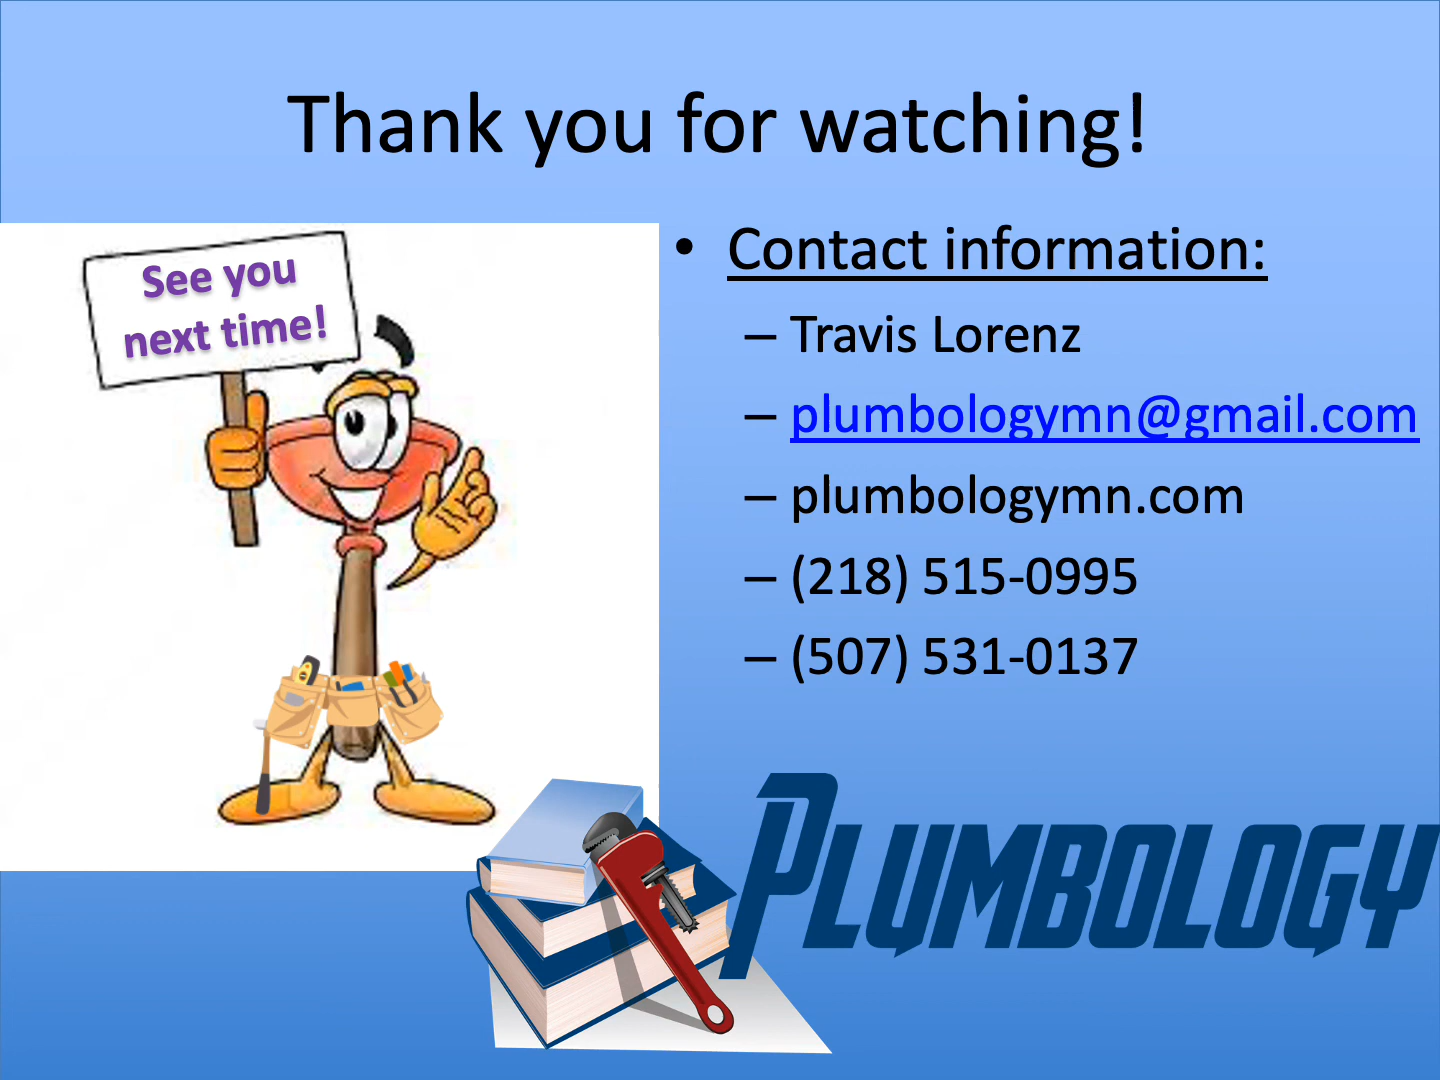 Thank you for watching!
See you
next time!
• Contact information:
– Travis Lorenz
– plumbologymn@gmail.com
– plumbologymn.com
– (218) 515-0995
– (507) 531-0137
PLUMBOLOGY